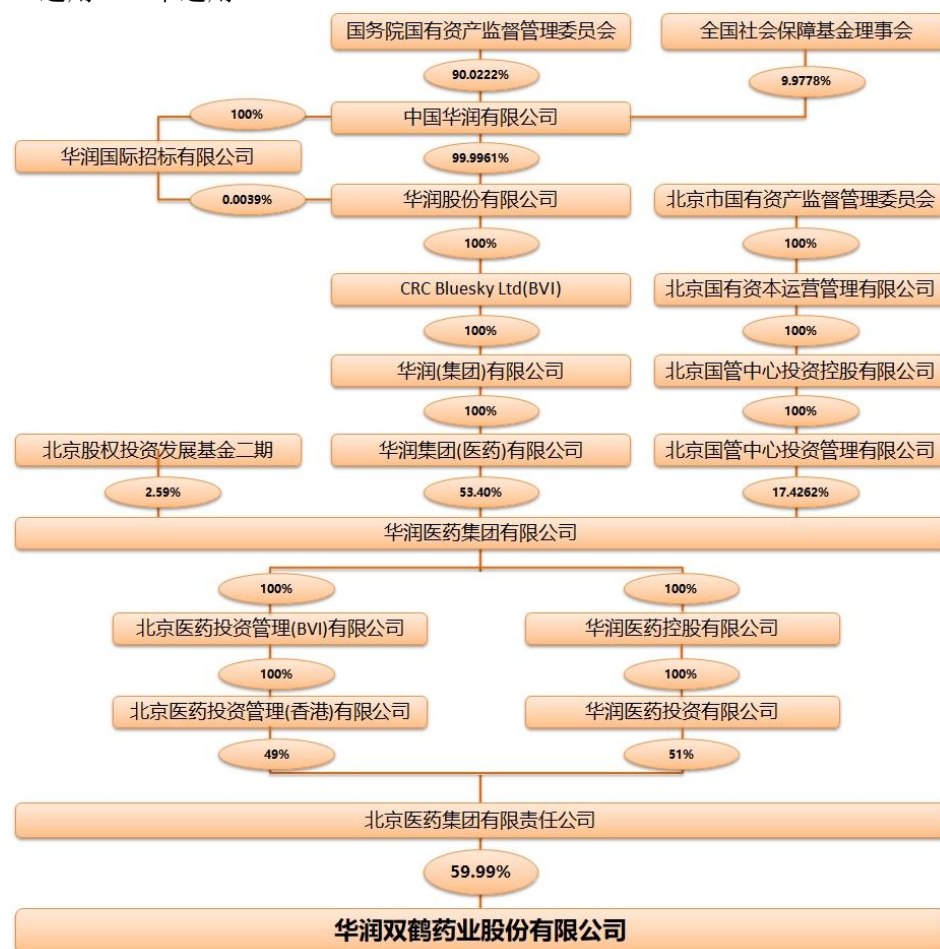 国务院国有资产监督管理委员会
全国社会保障基金理事会
90.0222%
9.9778%
100%
中国华润有限公司
华润国际招标有限公司
99.9961%
0.0039%
华润股份有限公司
北京市国有资产监督管理委员会
100%
100%
CRC Bluesky Ltd(BVI)
北京国有资本运营管理有限公司
100%
100%
华润(集团)有限公司
北京国管中心投资控股有限公司
100%
100%
北京股权投资发展基金二期
华润集团(医药)有限公司
北京国管中心投资管理有限公司
2.59%
53.40%
17.4262%
华润医药集团有限公司
100%
100%
北京医药投资管理(BVI)有限公司
华润医药控股有限公司
100%
100%
北京医药投资管理(香港)有限公司
华润医药投资有限公司
49%
51%
北京医药集团有限责任公司
59.99%
华润双鹤药业股份有限公司